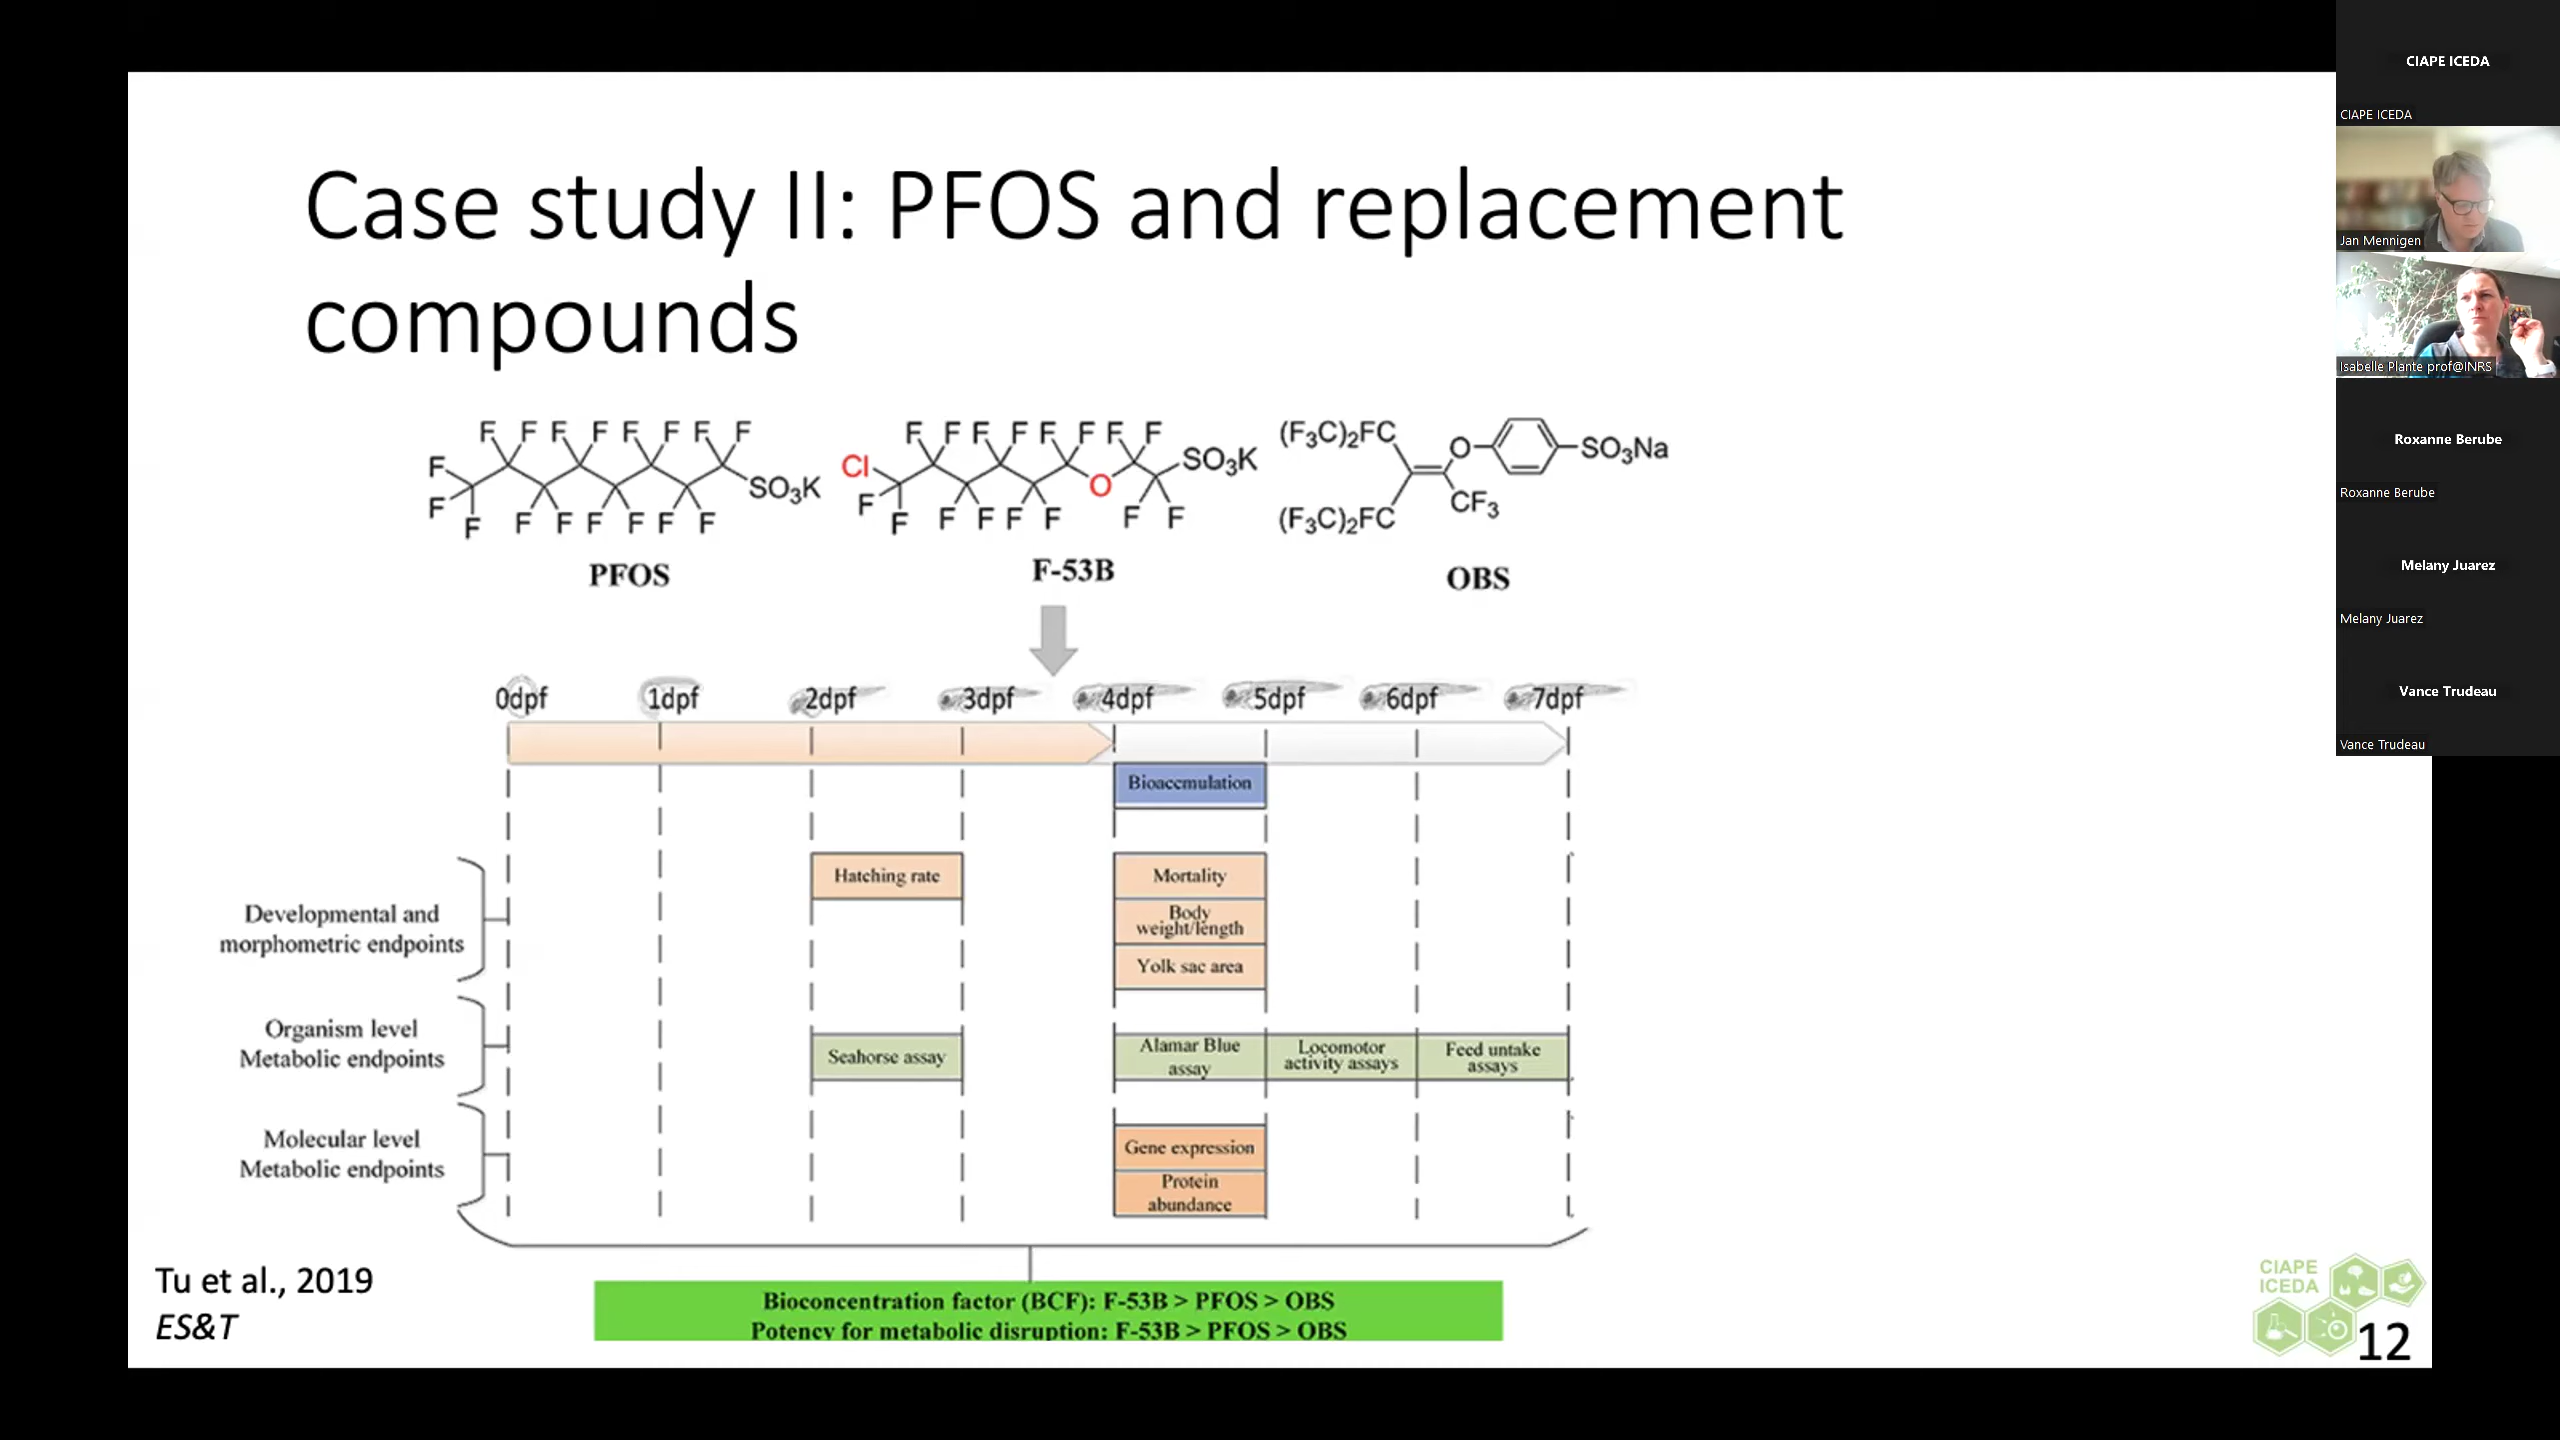 Case study II: PFOS and replacement
compounds
F F F F F F F F
F
F
F
F F F F F F
SO₃K
PFOS
F F F F F F F F
Cl
F
F
F F F F
O
F F
SO₃K
F-53B
(F₃C)₂FC
(F₃C)₂FC
O
CF₃
SO₃Na
OBS
0dpf 1dpf 2dpf 3dpf 4dpf 5dpf 6dpf 7dpf
Bioaccmulation
Developmental and
morphometric endpoints
Hatching rate
Mortality
Body
weight/length
Yolk sac area
Organism level
Metabolic endpoints
Seahorse assay
Alamar Blue
assay
Locomotor
activity assays
Feed untake
assays
Molecular level
Metabolic endpoints
Gene expression
Protein
abundance
Bioconcentration factor (BCF): F-53B > PFOS > OBS
Potency for metabolic disruption: F-53B > PFOS > OBS
Tu et al., 2019
ES&T
CIAPE
ICEDA
12
CIAPE ICEDA
CIAPE ICEDA
Jan Mennigen
Isabelle Plante prof@INRS
Roxanne Berube
Roxanne Berube
Melany Juarez
Melany Juarez
Vance Trudeau
Vance Trudeau